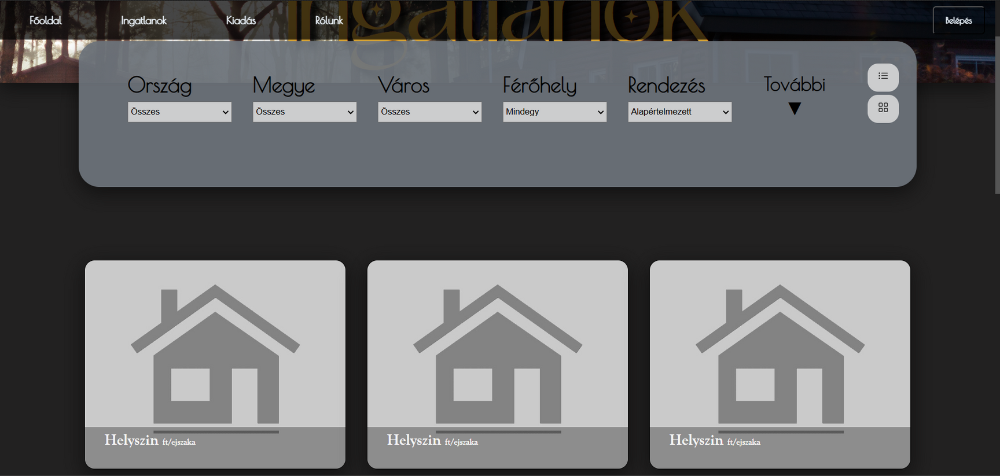 Ingatlanok
Főoldal Ingatlanok Kiadás Rólunk Belépés
Ország Megye Város Férőhely Rendezés További
Összes Összes Összes Mindegy Alapértelmezett ▼
Helyszin ft/ejszaka Helyszin ft/ejszaka Helyszin ft/ejszaka